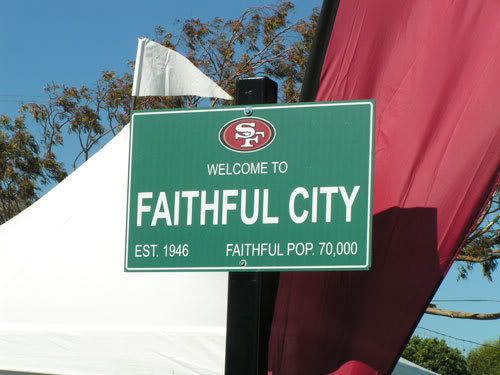 SF
WELCOME TO
FAITHFUL CITY
EST. 1946 FAITHFUL POP. 70,000